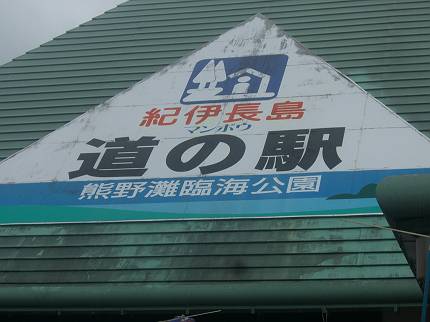 紀伊長島
マンボウ
道の駅
熊野灘臨海公園